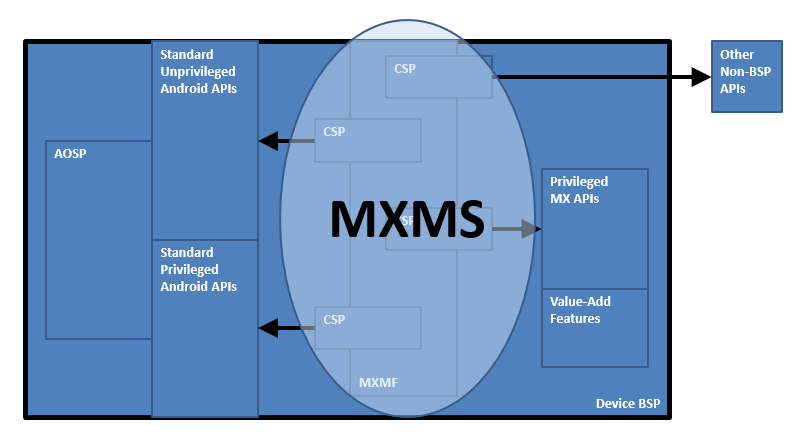 Standard
Unprivileged
Android APIs
CSP
Other
Non-BSP
APIs
CSP
AOSP
Privileged
MX APIs
MXMS
CSP
Standard
Privileged
Android APIs
Value-Add
Features
CSP
MXMF
Device BSP